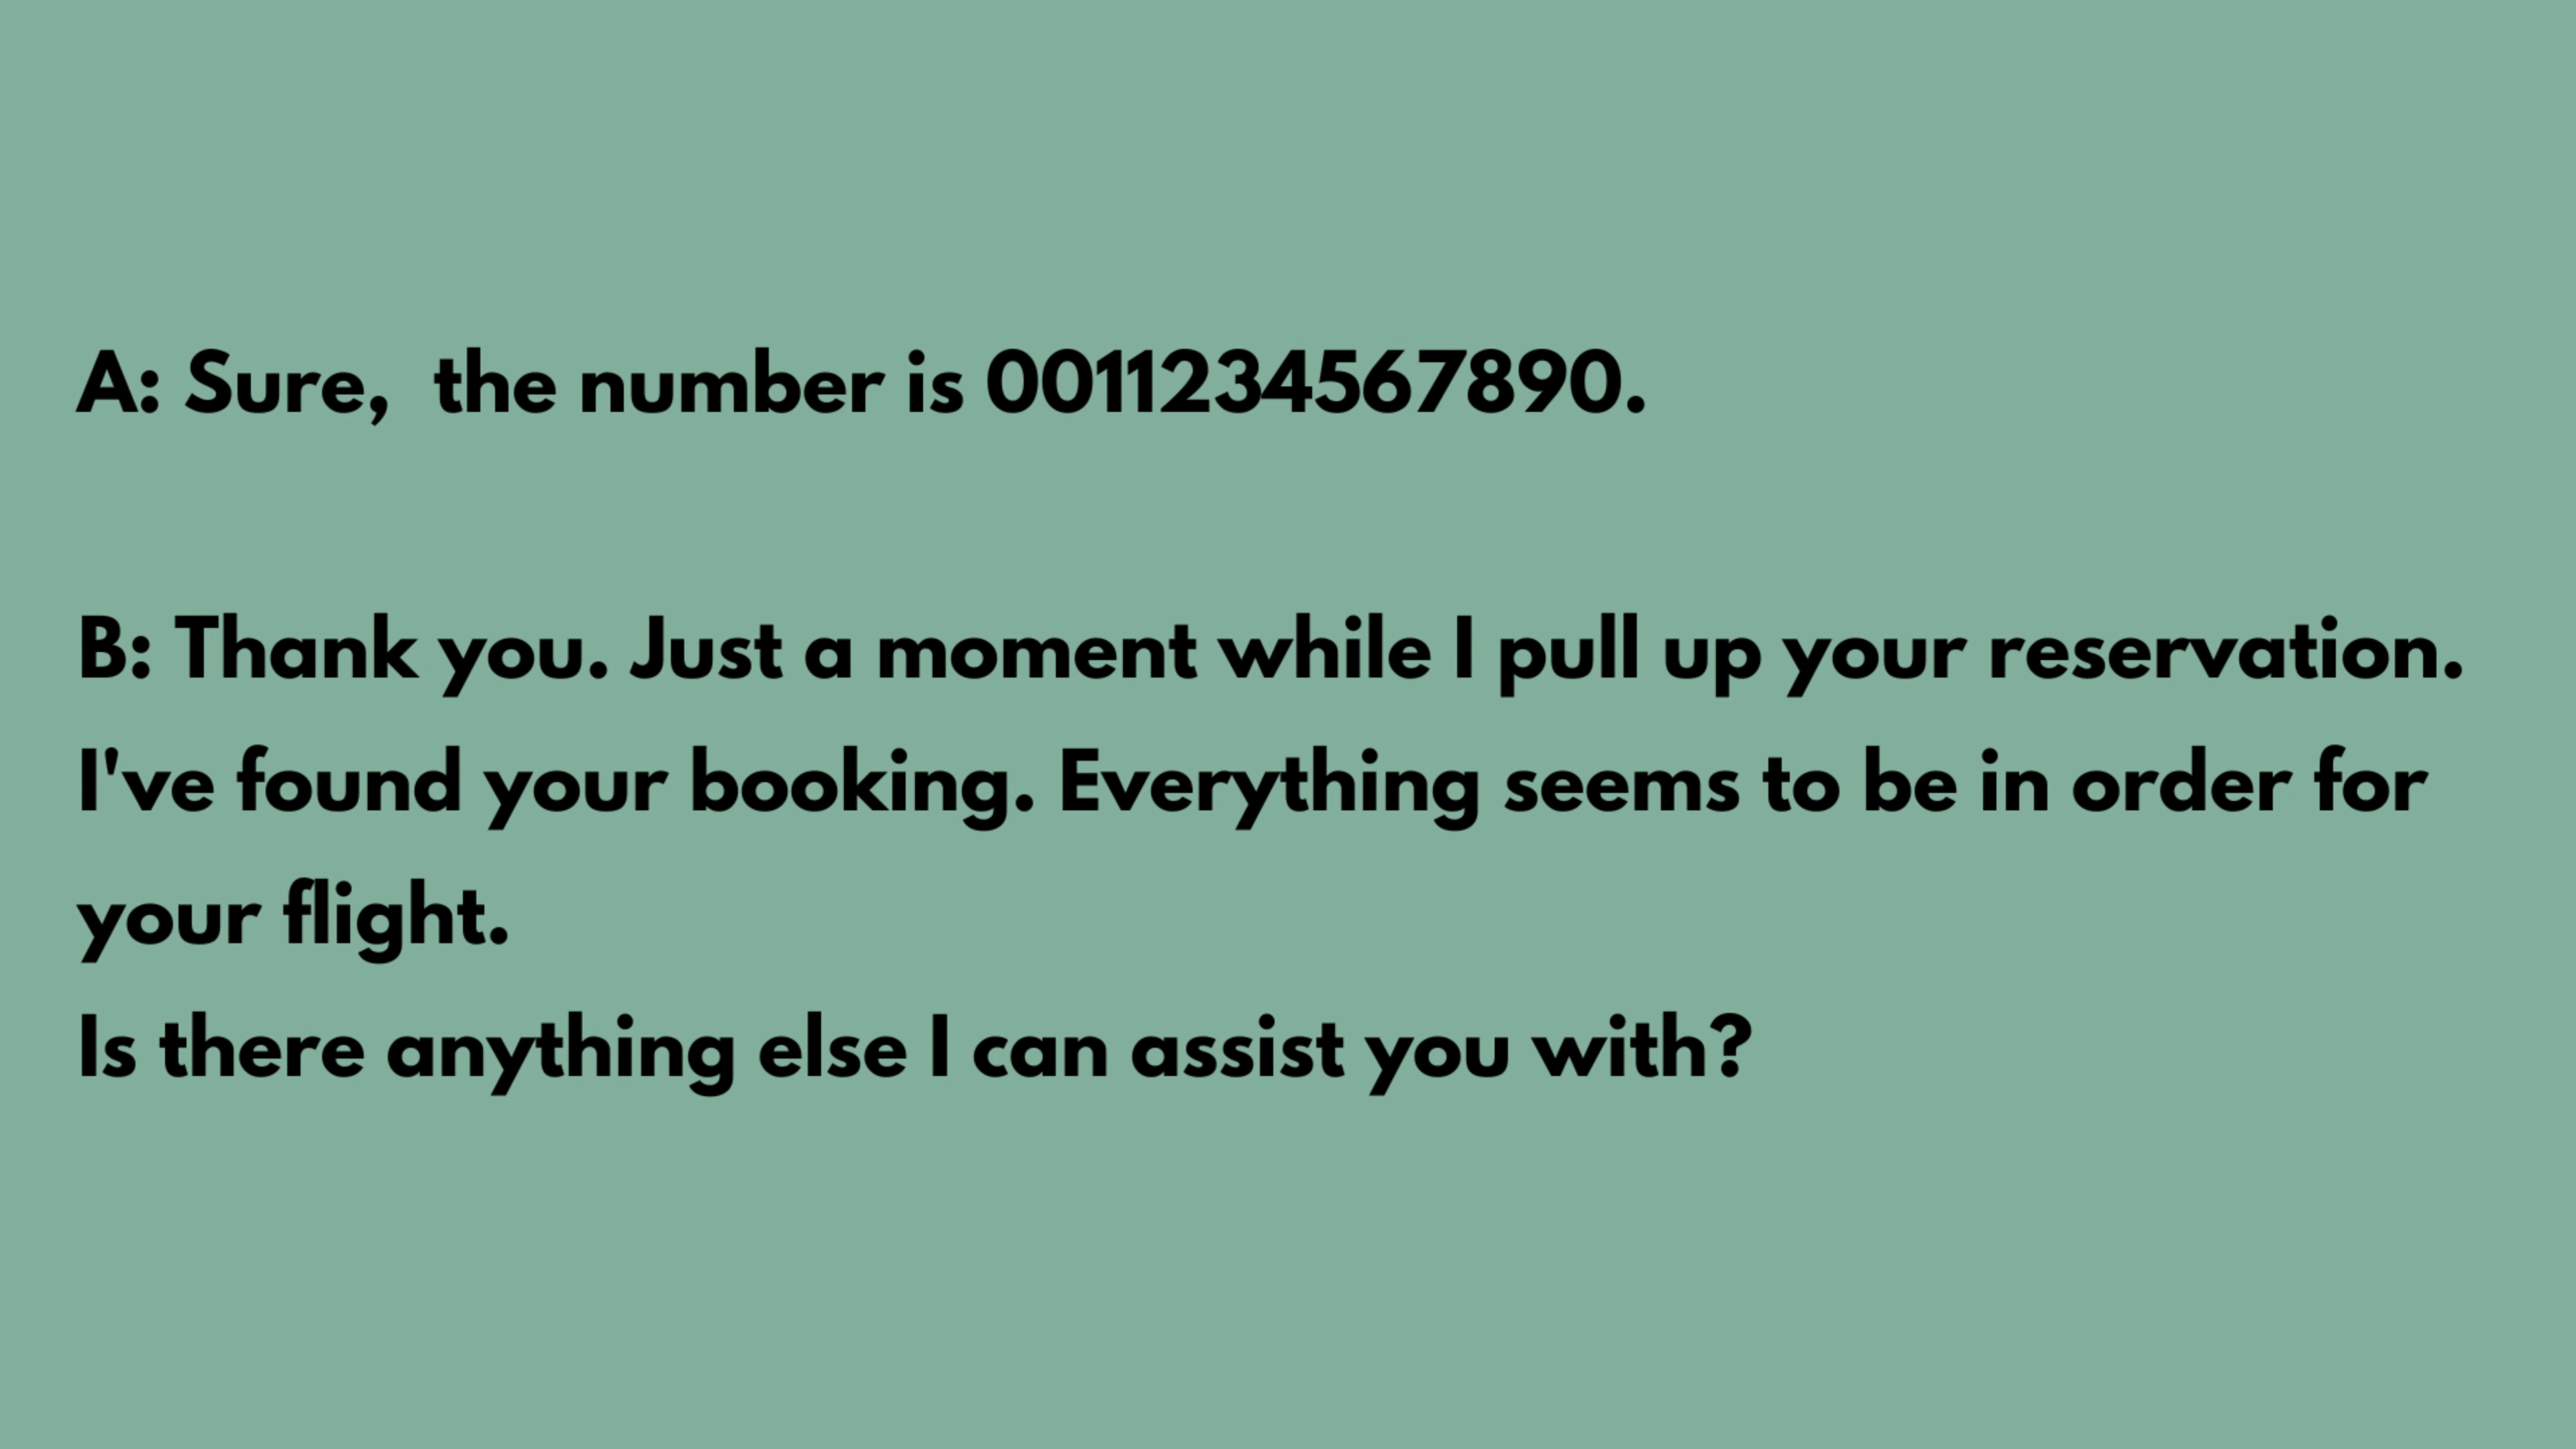 A: Sure,  the number is 0011234567890.
B: Thank you. Just a moment while I pull up your reservation.
I've found your booking. Everything seems to be in order for
your flight.
Is there anything else I can assist you with?